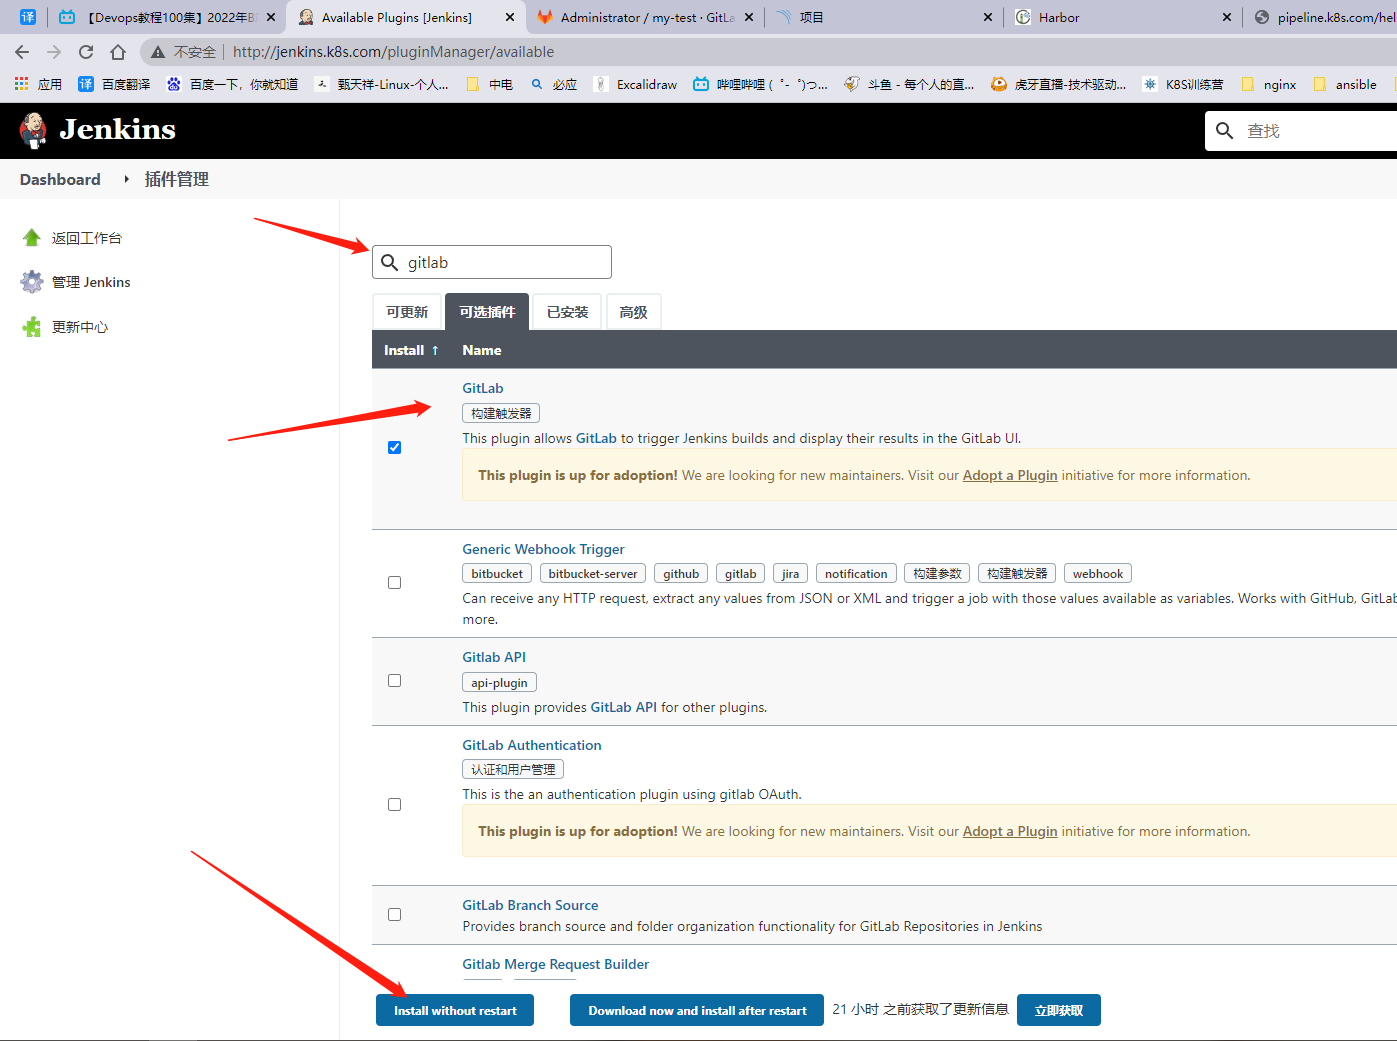 译 【Devops教程100集】2022年B Available Plugins [Jenkins] Administrator / my-test · GitLa 项目 Harbor pipeline.k8s.com/hel
不安全 http://jenkins.k8s.com/pluginManager/available
应用 译 百度翻译 百度一下，你就知道 甄天祥-Linux-个人... 中电 必应 Excalidraw 哔哩哔哩 (゜-゜)つ... 斗鱼 - 每个人的直... 虎牙直播-技术驱动... K8S训练营 nginx ansible
Jenkins
查找
Dashboard 插件管理
返回工作台
管理 Jenkins
更新中心
gitlab
可更新 可选插件 已安装 高级
Install ↑ Name
GitLab
构建触发器
This plugin allows GitLab to trigger Jenkins builds and display their results in the GitLab UI.
This plugin is up for adoption! We are looking for new maintainers. Visit our Adopt a Plugin initiative for more information.
Generic Webhook Trigger
bitbucket bitbucket-server github gitlab jira notification 构建参数 构建触发器 webhook
Can receive any HTTP request, extract any values from JSON or XML and trigger a job with those values available as variables. Works with GitHub, GitLab
more.
Gitlab API
api-plugin
This plugin provides GitLab API for other plugins.
GitLab Authentication
认证和用户管理
This is the an authentication plugin using gitlab OAuth.
This plugin is up for adoption! We are looking for new maintainers. Visit our Adopt a Plugin initiative for more information.
GitLab Branch Source
Provides branch source and folder organization functionality for GitLab Repositories in Jenkins
Gitlab Merge Request Builder
Install without restart Download now and install after restart 21 小时 之前获取了更新信息 立即获取